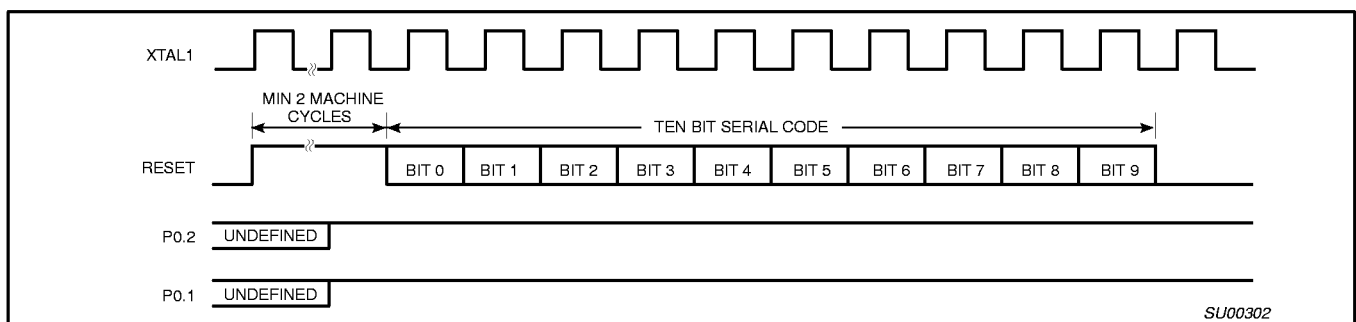 XTAL1
MIN 2 MACHINE
CYCLES
TEN BIT SERIAL CODE
RESET
BIT 0 BIT 1 BIT 2 BIT 3 BIT 4 BIT 5 BIT 6 BIT 7 BIT 8 BIT 9
P0.2 UNDEFINED
P0.1 UNDEFINED
SU00302